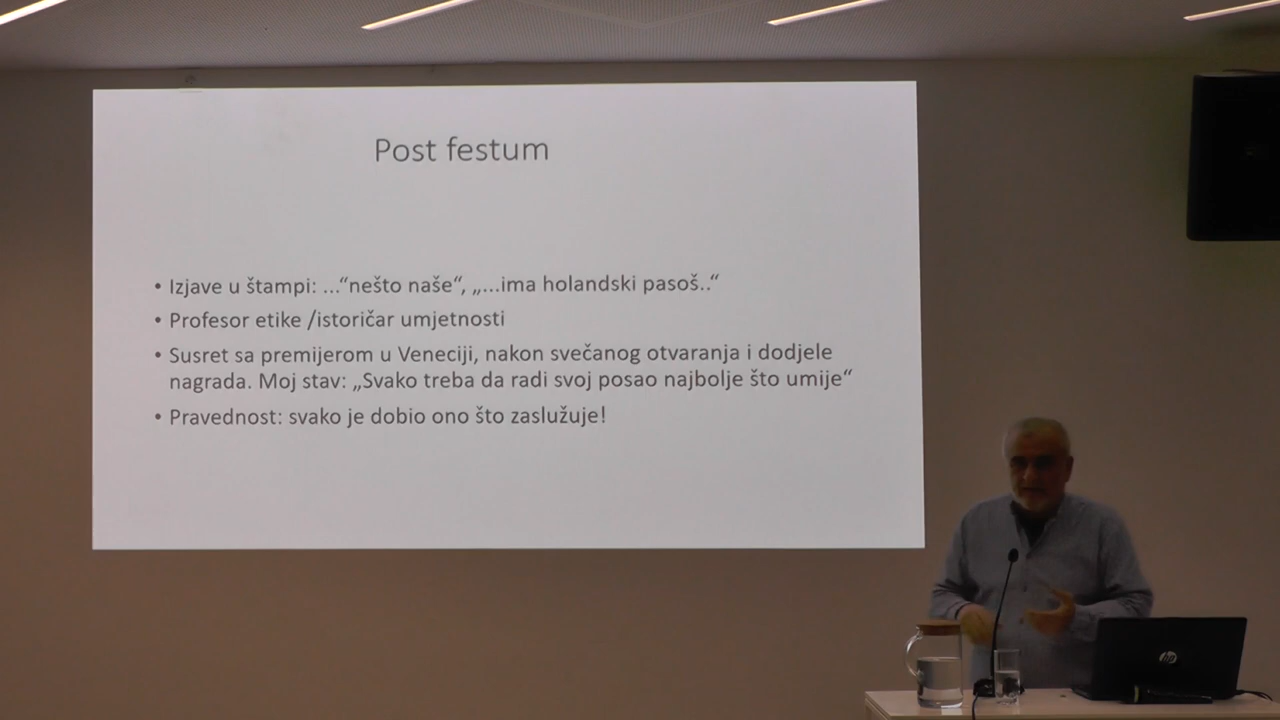 Post festum
• Izjave u štampi: ...“nešto naše“, „...ima holandski pasoš..“
• Profesor etike /istoričar umjetnosti
• Susret sa premijerom u Veneciji, nakon svečanog otvaranja i dodjele
nagrada. Moj stav: „Svako treba da radi svoj posao najbolje što umije“
• Pravednost: svako je dobio ono što zaslužuje!
hp